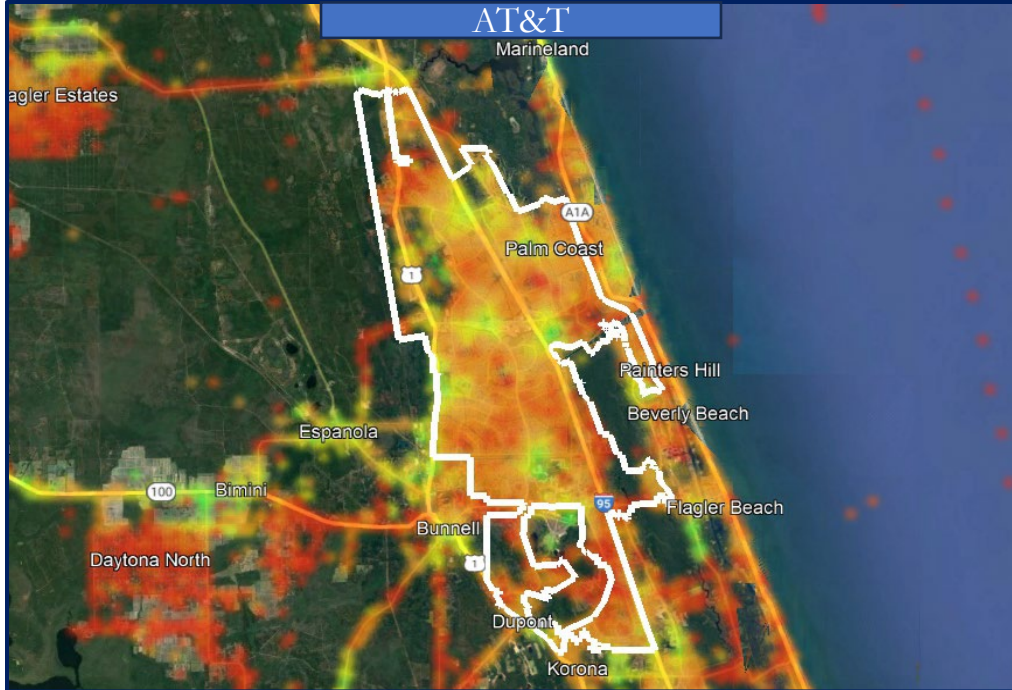 AT&T
Marineland
agler Estates
A1A
Palm Coast
1
Painters Hill
Beverly Beach
Espanola
100
Bimini
95
Flagler Beach
Bunnell
Daytona North
1
Dupont
Korona